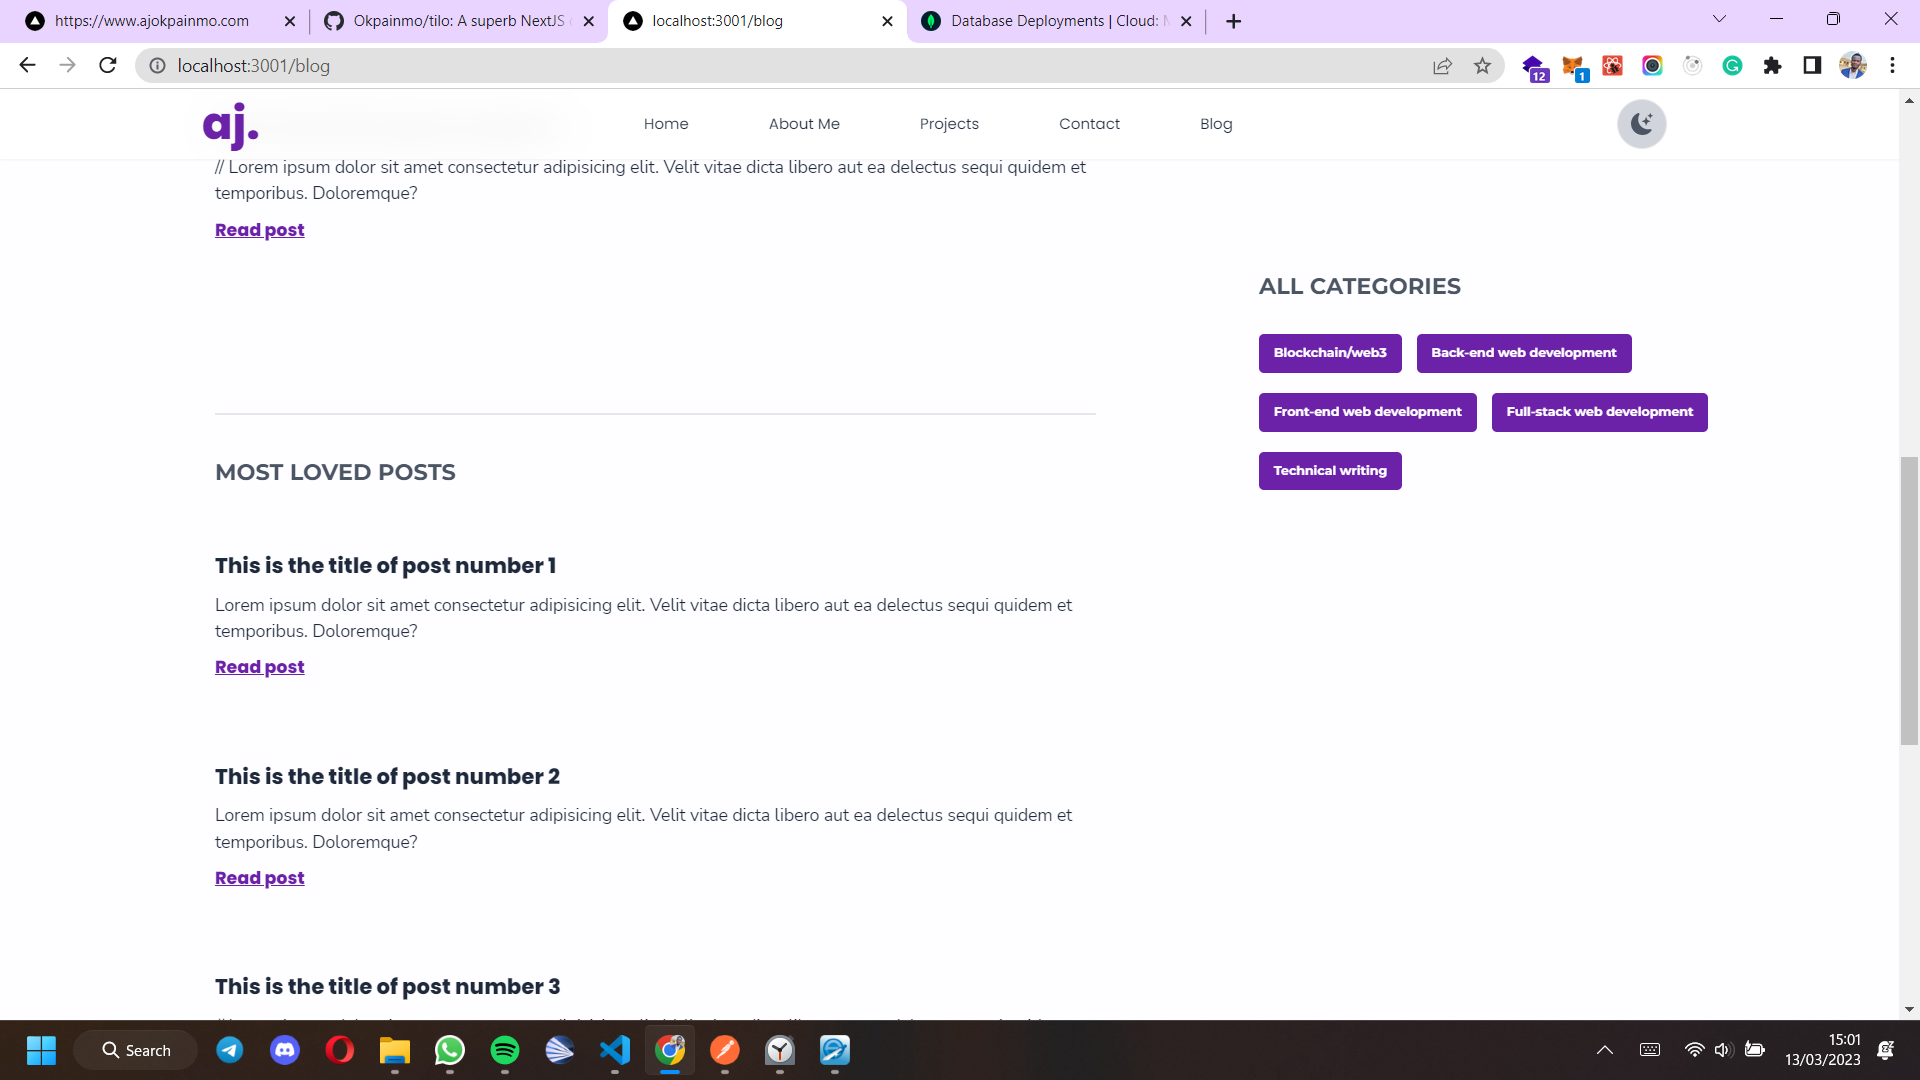 https://www.ajokpainmo.com
Okpainmo/tilo: A superb NextJS
localhost:3001/blog
Database Deployments | Cloud:
localhost:3001/blog
12
1
aj.
Home
About Me
Projects
Contact
Blog
// Lorem ipsum dolor sit amet consectetur adipisicing elit. Velit vitae dicta libero aut ea delectus sequi quidem et
temporibus. Doloremque?
Read post
ALL CATEGORIES
Blockchain/web3
Back-end web development
Front-end web development
Full-stack web development
Technical writing
MOST LOVED POSTS
This is the title of post number 1
Lorem ipsum dolor sit amet consectetur adipisicing elit. Velit vitae dicta libero aut ea delectus sequi quidem et
temporibus. Doloremque?
Read post
This is the title of post number 2
Lorem ipsum dolor sit amet consectetur adipisicing elit. Velit vitae dicta libero aut ea delectus sequi quidem et
temporibus. Doloremque?
Read post
This is the title of post number 3
Search
15:01
13/03/2023